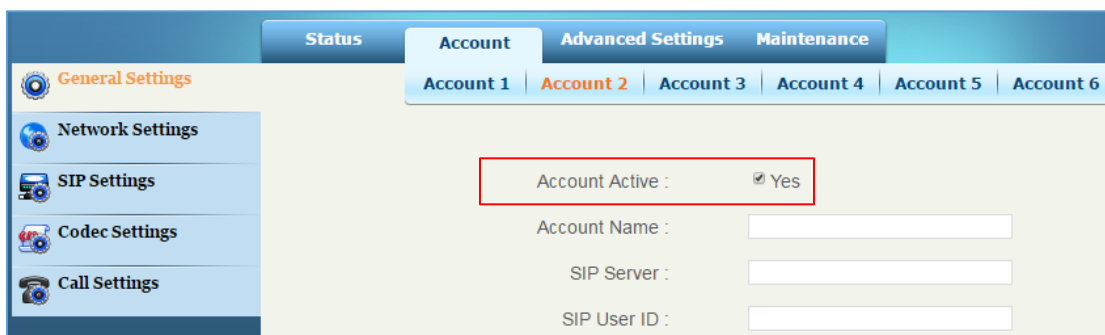 Status Account Advanced Settings Maintenance
General Settings
Account 1 Account 2 Account 3 Account 4 Account 5 Account 6
Network Settings
SIP Settings
Codec Settings
Call Settings
Account Active : Yes
Account Name :
SIP Server :
SIP User ID :